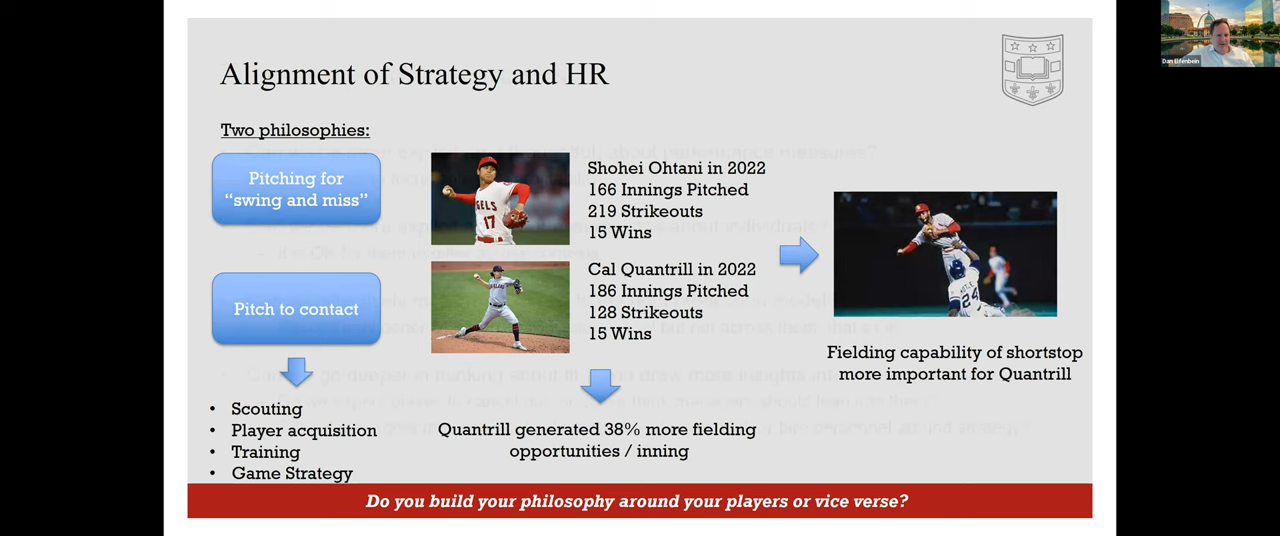 Alignment of Strategy and HR
Two philosophies:
Pitching for
“swing and miss”
Pitch to contact
• Scouting
• Player acquisition
• Training
• Game Strategy
Shohei Ohtani in 2022
166 Innings Pitched
219 Strikeouts
15 Wins
Cal Quantrill in 2022
186 Innings Pitched
128 Strikeouts
15 Wins
Quantrill generated 38% more fielding
opportunities / inning
Fielding capability of shortstop
more important for Quantrill
Do you build your philosophy around your players or vice verse?
Dan Elfenbein
17
24